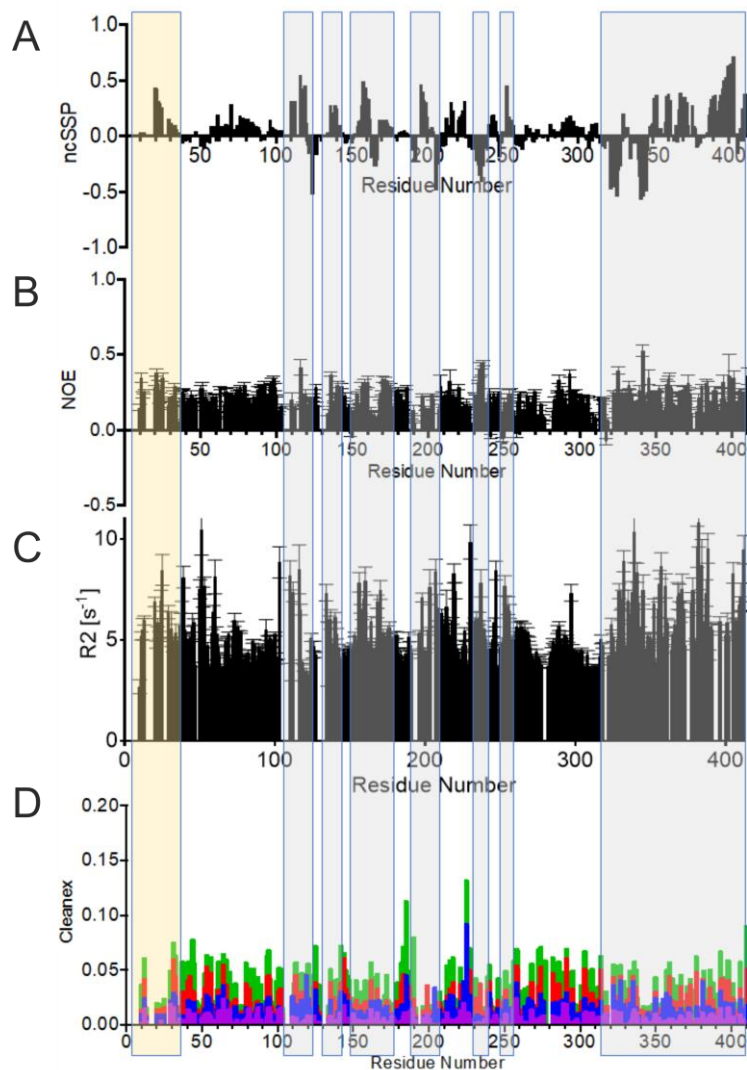 A
ncSSP
1.0
0.5
0.0
-0.5
-1.0
50 100 150 200 250 300 350 400
Residue Number
B
NOE
1.0
0.5
0.0
-0.5
50 100 150 200 250 300 350 400
Residue Number
C
R2 [s⁻¹]
10
5
0
0 100 200 300 400
Residue Number
D
Cleanex
0.20
0.15
0.10
0.05
0.00
0 50 100 150 200 250 300 350 400
Residue Number